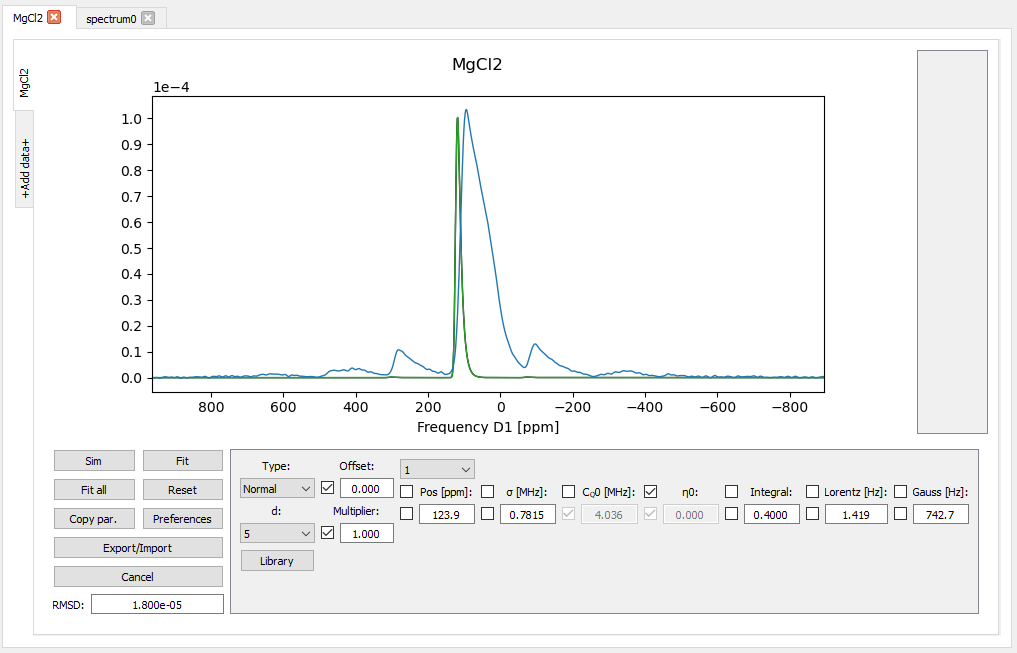 MgCl2 spectrum0
MgCl2
+Add data+
MgCl2
1e−4
1.0
0.9
0.8
0.7
0.6
0.5
0.4
0.3
0.2
0.1
0.0
800 600 400 200 0 −200 −400 −600 −800
Frequency D1 [ppm]
Sim Fit
Fit all Reset
Copy par. Preferences
Export/Import
Cancel
RMSD: 1.800e-05
Type: Offset: 1
Normal 0.000 Pos [ppm]: σ [MHz]: CQ0 [MHz]: η0: Integral: Lorentz [Hz]: Gauss [Hz]:
d: Multiplier: 123.9 0.7815 4.036 0.000 0.4000 1.419 742.7
5 1.000
Library